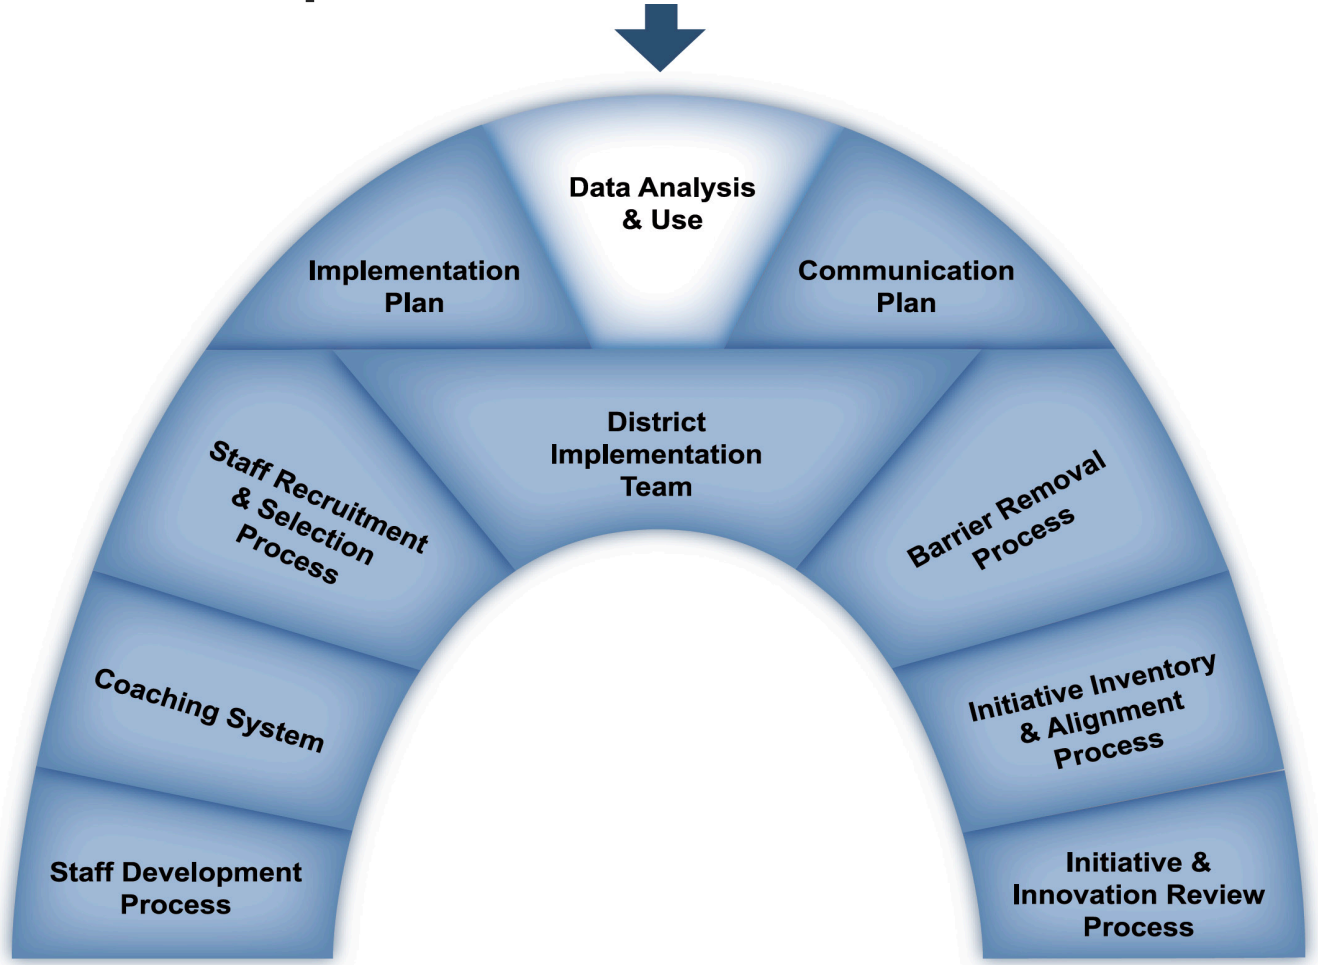 Data Analysis
& Use
Implementation
Plan
Communication
Plan
District
Implementation
Team
Staff Recruitment
& Selection
Process
Barrier Removal
Process
Coaching System
Initiative Inventory
& Alignment
Process
Staff Development
Process
Initiative &
Innovation Review
Process